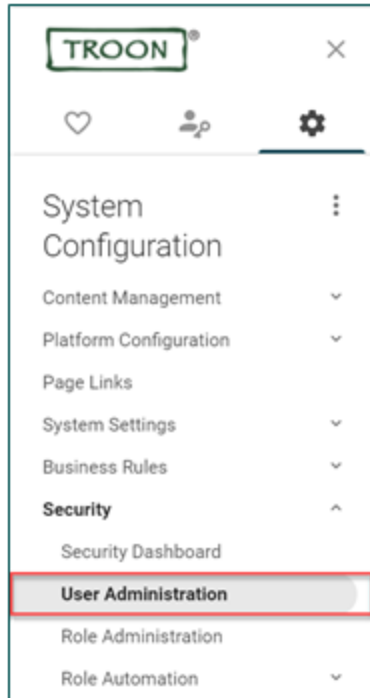 TROON®
System
Configuration
Content Management
Platform Configuration
Page Links
System Settings
Business Rules
Security
Security Dashboard
User Administration
Role Administration
Role Automation